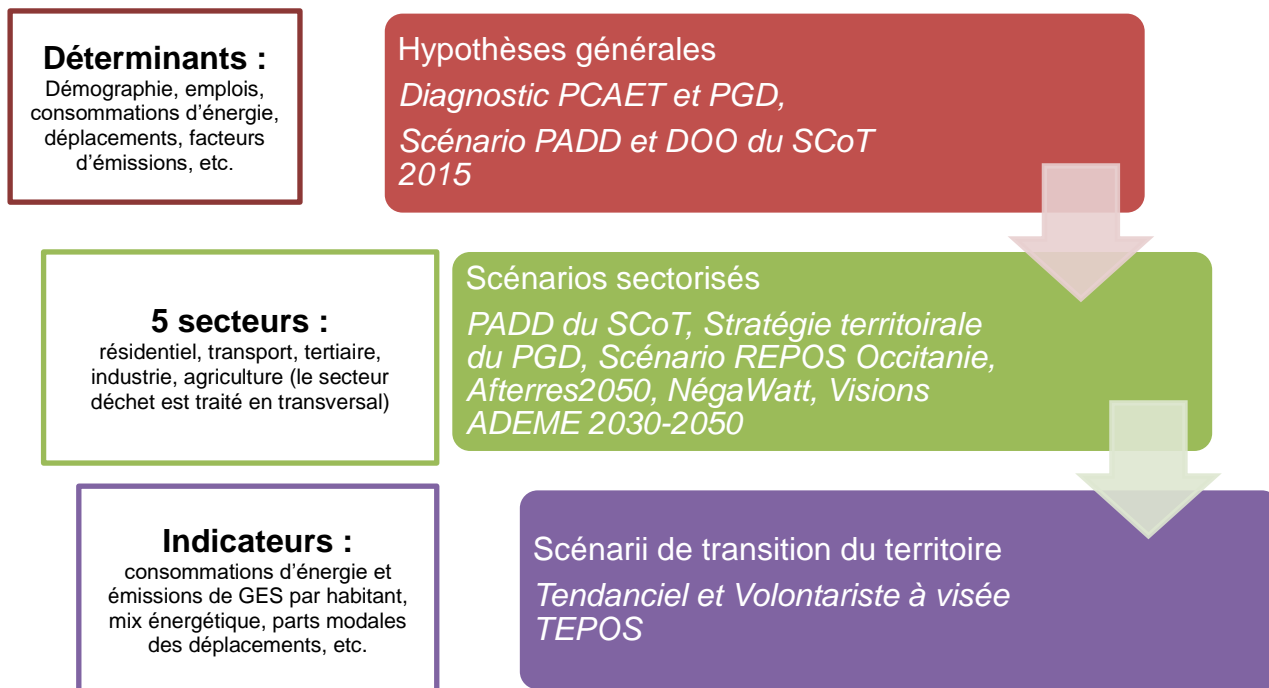 Déterminants :
Démographie, emplois,
consommations d'énergie,
déplacements, facteurs
d'émissions, etc.
Hypothèses générales
Diagnostic PCAET et PGD,
Scénario PADD et DOO du SCoT
2015
5 secteurs :
résidentiel, transport, tertiaire,
industrie, agriculture (le secteur
déchet est traité en transversal)
Scénarios sectorisés
PADD du SCoT, Stratégie territoirale
du PGD, Scénario REPOS Occitanie,
Afterres2050, NégaWatt, Visions
ADEME 2030-2050
Indicateurs :
consommations d'énergie et
émissions de GES par habitant,
mix énergétique, parts modales
des déplacements, etc.
Scénarii de transition du territoire
Tendanciel et Volontariste à visée
TEPOS